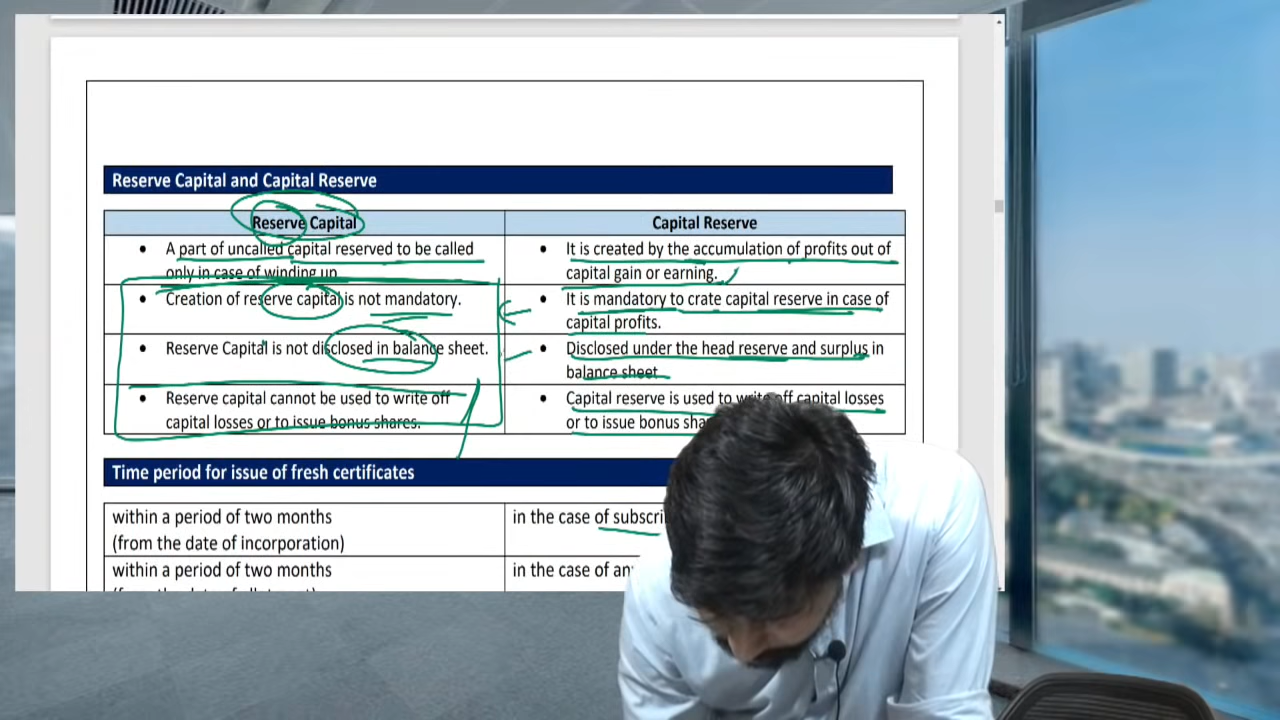 Reserve Capital and Capital Reserve
Reserve Capital
Capital Reserve
• A part of uncalled capital reserved to be called
only in case of winding up
• It is created by the accumulation of profits out of
capital gain or earning.
• Creation of reserve capital is not mandatory.
• It is mandatory to crate capital reserve in case of
capital profits.
• Reserve Capital is not disclosed in balance sheet.
• Disclosed under the head reserve and surplus in
balance sheet
• Reserve capital cannot be used to write off
capital losses or to issue bonus shares.
• Capital reserve is used to write off capital losses
or to issue bonus
Time period for issue of fresh certificates
within a period of two months
(from the date of incorporation)
in the case of
within a period of two months
in the case of